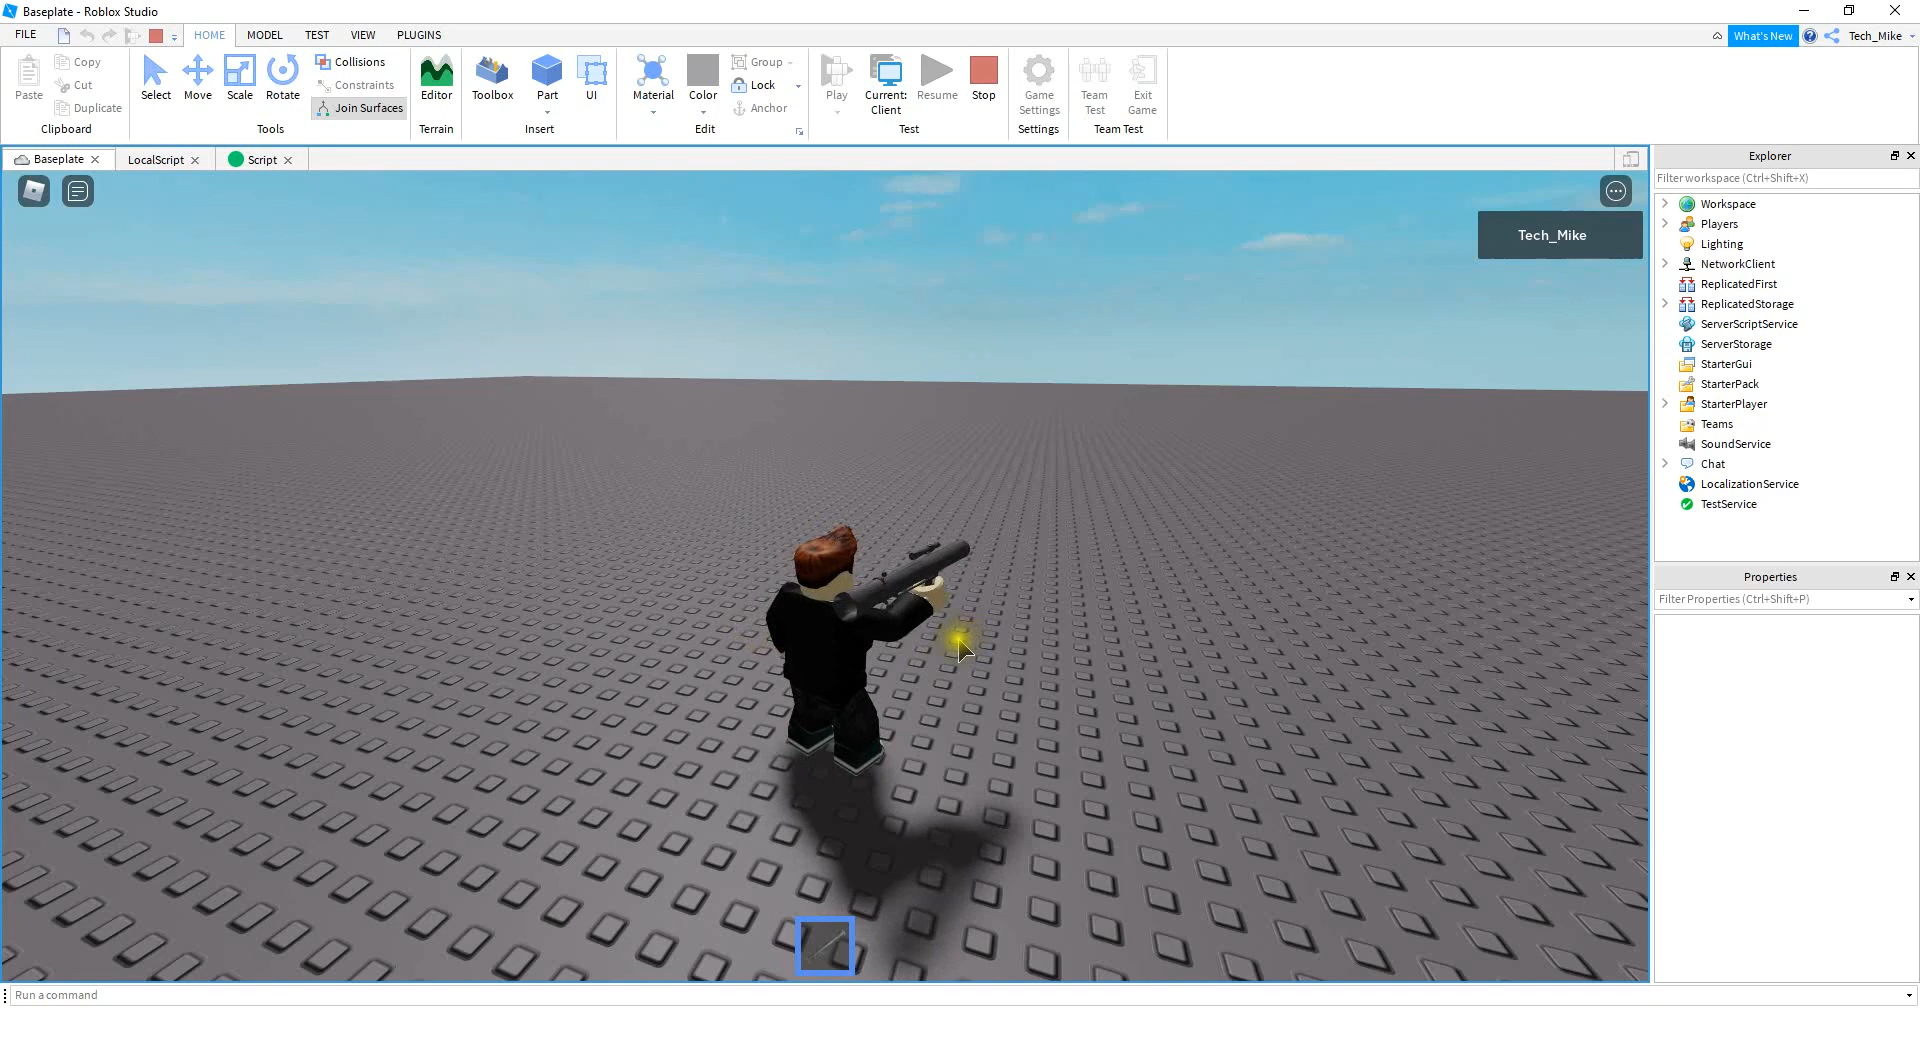 Baseplate - Roblox Studio
FILE HOME MODEL TEST VIEW PLUGINS What's New Tech_Mike
Paste Copy Cut Duplicate
Clipboard
Select Move Scale Rotate Collisions Constraints Join Surfaces
Tools
Editor
Terrain
Toolbox Part UI
Insert
Material Color Group Lock Anchor
Edit
Play Current: Client Resume Stop
Test
Game Settings
Settings
Team Test Exit Game
Team Test
Baseplate LocalScript Script
Tech_Mike
Explorer
Filter workspace (Ctrl+Shift+X)
Workspace
Players
Lighting
NetworkClient
ReplicatedFirst
ReplicatedStorage
ServerScriptService
ServerStorage
StarterGui
StarterPack
StarterPlayer
Teams
SoundService
Chat
LocalizationService
TestService
Properties
Filter Properties (Ctrl+Shift+P)
Run a command